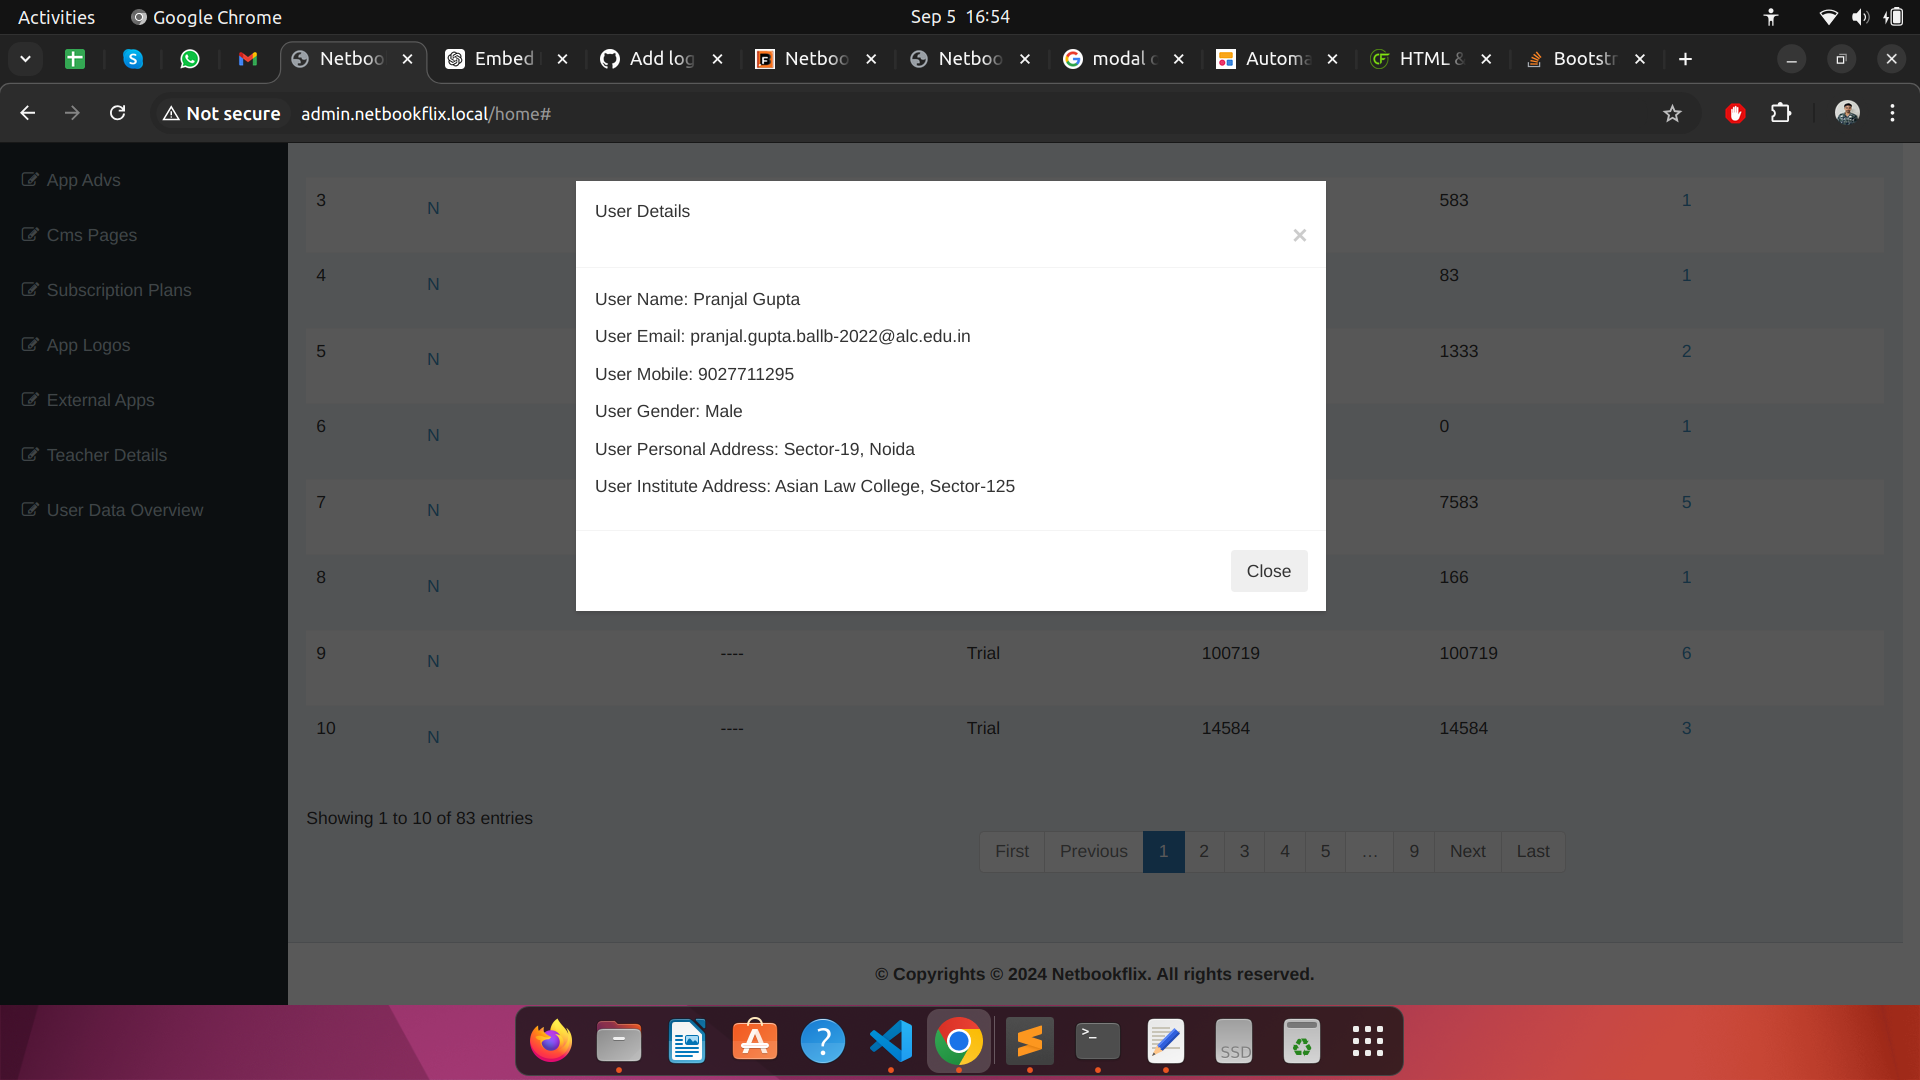 Activities Google Chrome Sep 5 16:54
Netboo Embed Add log Netboo Netboo modal c Automa HTML & Bootstr
Not secure admin.netbookflix.local/home#
App Advs
Cms Pages
Subscription Plans
App Logos
External Apps
Teacher Details
User Data Overview
User Details
×
User Name: Pranjal Gupta
User Email: pranjal.gupta.ballb-2022@alc.edu.in
User Mobile: 9027711295
User Gender: Male
User Personal Address: Sector-19, Noida
User Institute Address: Asian Law College, Sector-125
Close
3 N 583 1
4 N 83 1
5 N 1333 2
6 N 0 1
7 N 7583 5
8 N 166 1
9 N ---- Trial 100719 100719 6
10 N ---- Trial 14584 14584 3
Showing 1 to 10 of 83 entries
First Previous 1 2 3 4 5 … 9 Next Last
© Copyrights © 2024 Netbookflix. All rights reserved.
SSD